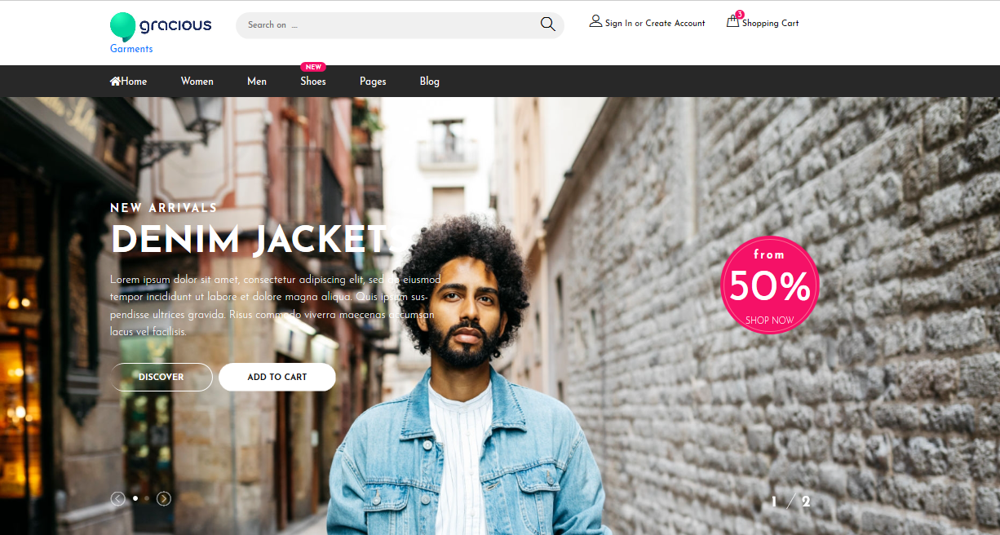 gracious
Garments
Search on ...
Sign In or Create Account
3
Shopping Cart
NEW
Home
Women
Men
Shoes
Pages
Blog
NEW ARRIVALS
DENIM JACKETS
Lorem ipsum dolor sit amet, consectetur adipiscing elit, sed do eiusmod
tempor incididunt ut labore et dolore magna aliqua. Quis ipsum sus-
pendisse ultrices gravida. Risus commodo viverra maecenas accumsan
lacus vel facilisis.
DISCOVER
ADD TO CART
from
50%
SHOP NOW
1 / 2